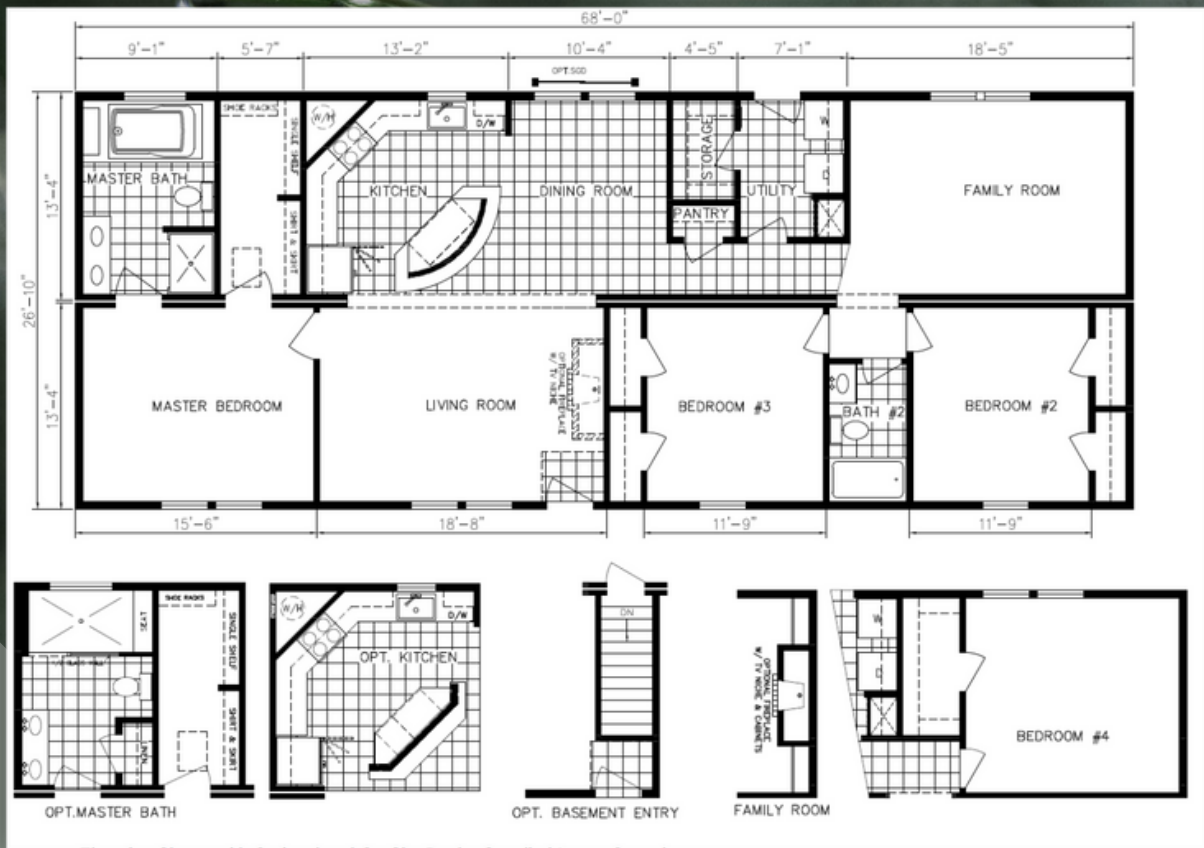 68'-0"
9'-1" 5'-7" 13'-2" 10'-4" 4'-5" 7'-1" 18'-5"
OPT.SGD
26'-10"
13'-4"
13'-4"
SHOE RACKS
SINGLE SHELF
SHIRT & SKIRT
W/H
D/W
MASTER BATH
KITCHEN
DINING ROOM
STORAGE
PANTRY
UTILITY
W
D
FAMILY ROOM
MASTER BEDROOM
LIVING ROOM
OPTIONAL FIREPLACE
W/ TV NICHE
BEDROOM #3
BATH #2
BEDROOM #2
15'-6" 18'-8" 11'-9" 11'-9"
SHOE RACKS
SINGLE SHELF
SHIRT & SKIRT
LINEN
OPT.MASTER BATH
W/H
D/W
OPT. KITCHEN
DN
OPT. BASEMENT ENTRY
OPTIONAL FIREPLACE
W/ TV NICHE & CABINETS
FAMILY ROOM
W
D
BEDROOM #4